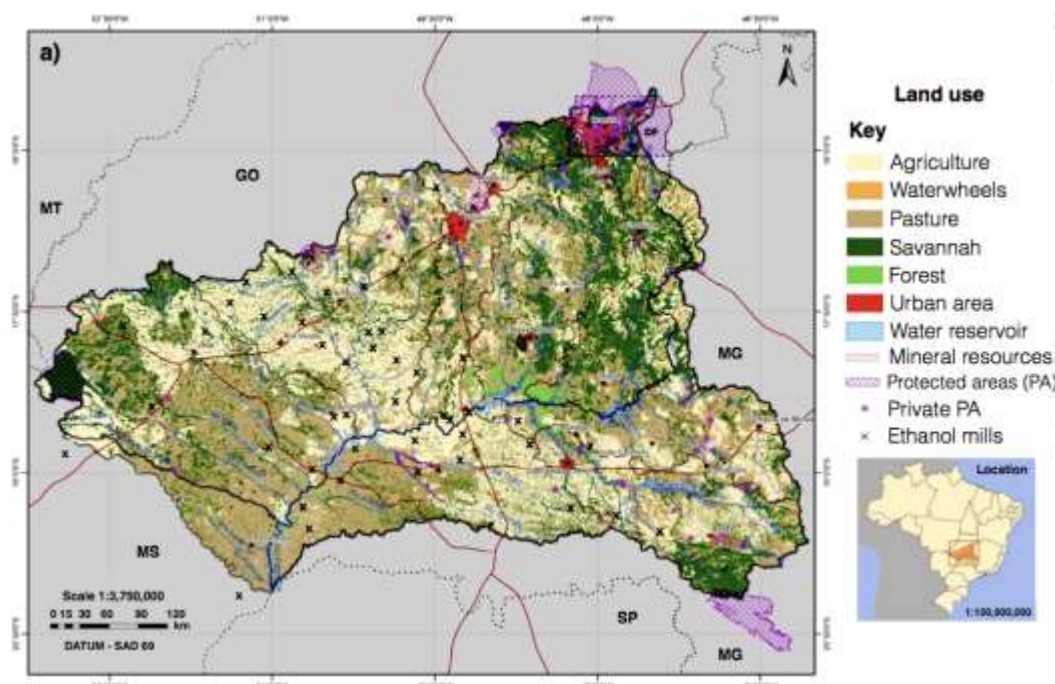 a)
N
GO
MT
DF
MG
MS
SP
MG
Scale 1:3,750,000
0 15 30 60 90 120
km
DATUM - SAD 69
Land use
Key
Agriculture
Waterwheels
Pasture
Savannah
Forest
Urban area
Water reservoir
Mineral resources
Protected areas (PA)
Private PA
Ethanol mills
Location
1:100,000,000